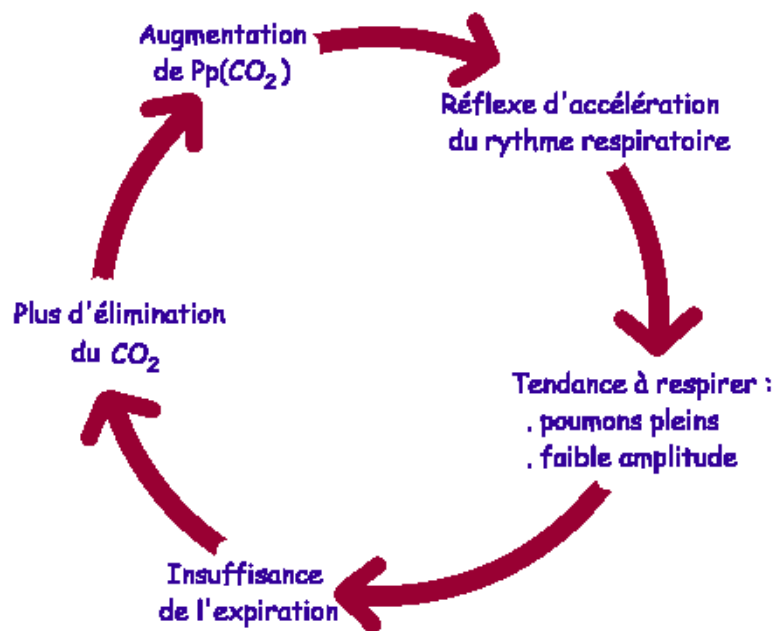 Augmentation
de Pp(CO₂)
Réflexe d'accélération
du rythme respiratoire
Tendance à respirer :
. poumons pleins
. faible amplitude
Insuffisance
de l'expiration
Plus d'élimination
du CO₂